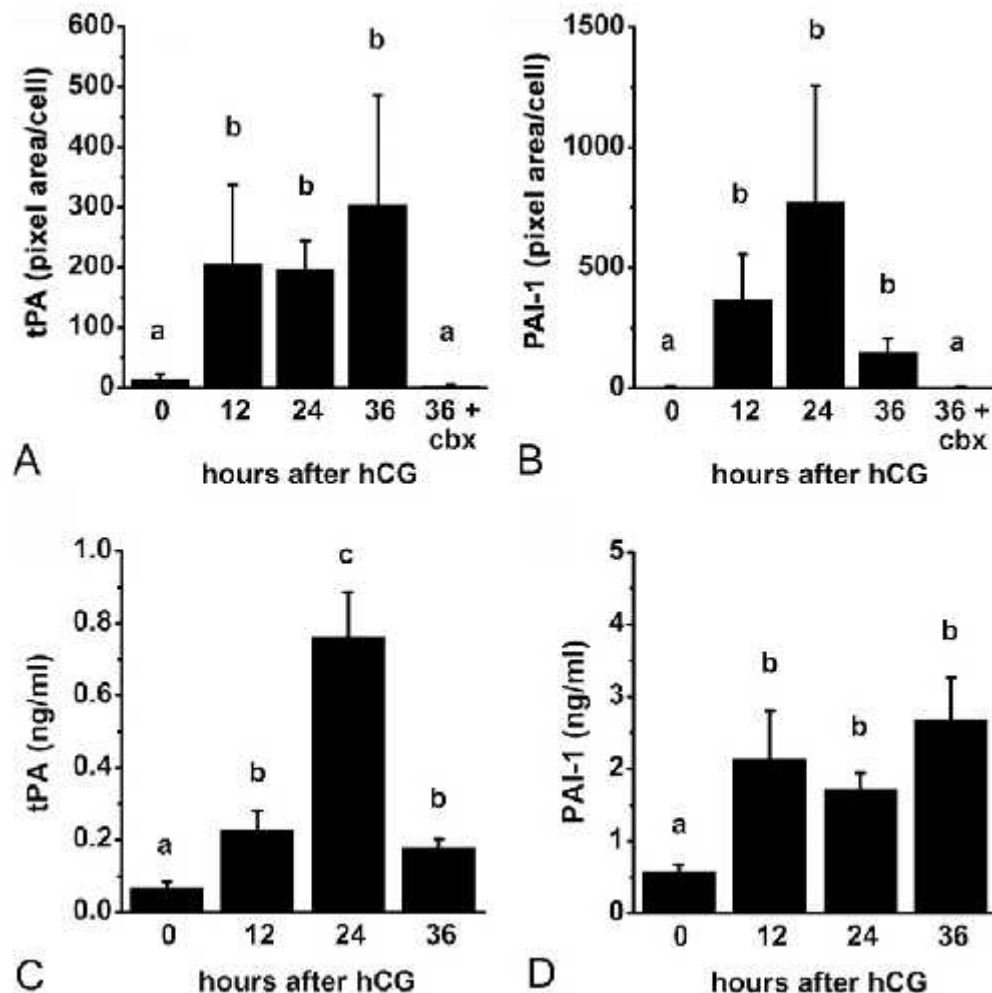 tPA (pixel area/cell)
600
500
400
300
200
100
0
a
b
b
b
a
0 12 24 36 36 +
cbx
hours after hCG
A
PAI-1 (pixel area/cell)
1500
1000
500
0
a
b
b
b
a
0 12 24 36 36 +
cbx
hours after hCG
B
tPA (ng/ml)
1.0
0.8
0.6
0.4
0.2
0.0
a
b
c
b
0 12 24 36
hours after hCG
C
PAI-1 (ng/ml)
5
4
3
2
1
0
a
b
b
b
0 12 24 36
hours after hCG
D